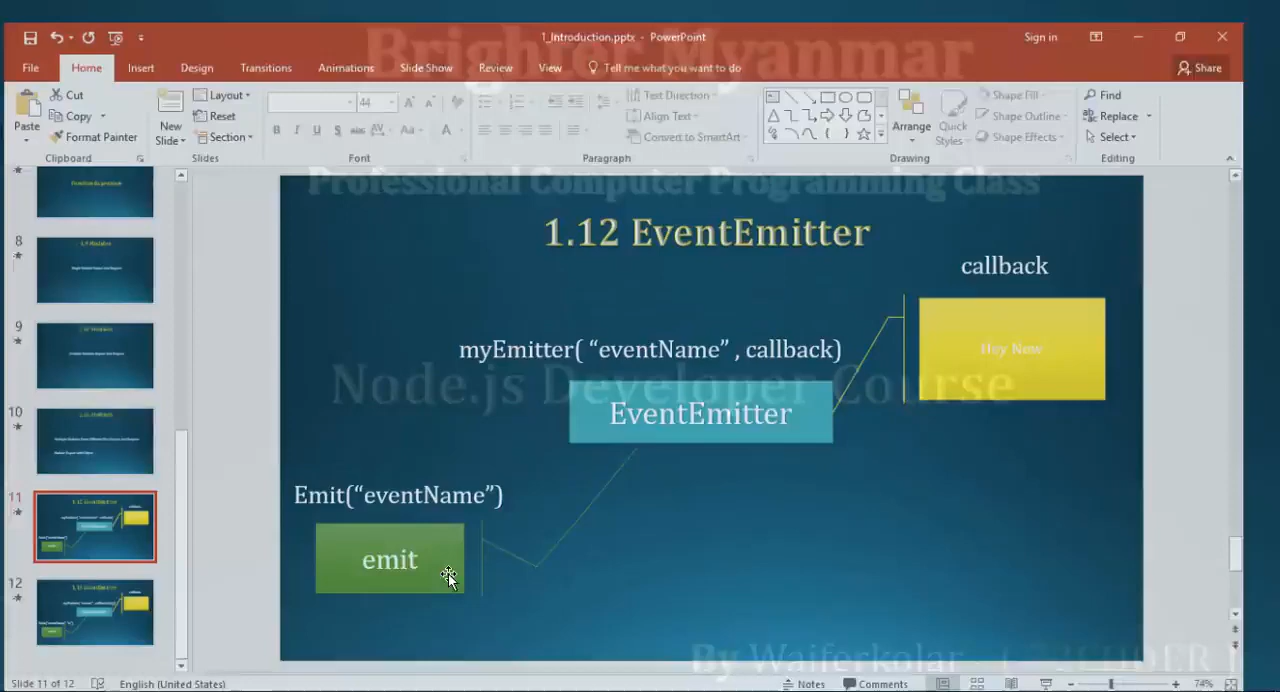 1_Introduction.pptx - PowerPoint
Sign in
Brighter Myanmar
File Home Insert Design Transitions Animations Slide Show Review View Tell me what you want to do Share
Paste
Cut
Copy
Format Painter
Clipboard
New Slide
Layout
Reset
Section
Slides
44
B I U S abc AV Aa A
Font
Text Direction
Align Text
Convert to SmartArt
Paragraph
Arrange
Quick Styles
Shape Fill
Shape Outline
Shape Effects
Drawing
Find
Replace
Select
Editing
Professional Computer Programming Class
8
9
10
11
12
1.12 EventEmitter
callback
Hey Now
myEmitter( “eventName” , callback)
Node.js Developer Course
EventEmitter
Emit(“eventName”)
emit
By Waiferkolar
Slide 11 of 12 English (United States) Notes Comments 74%